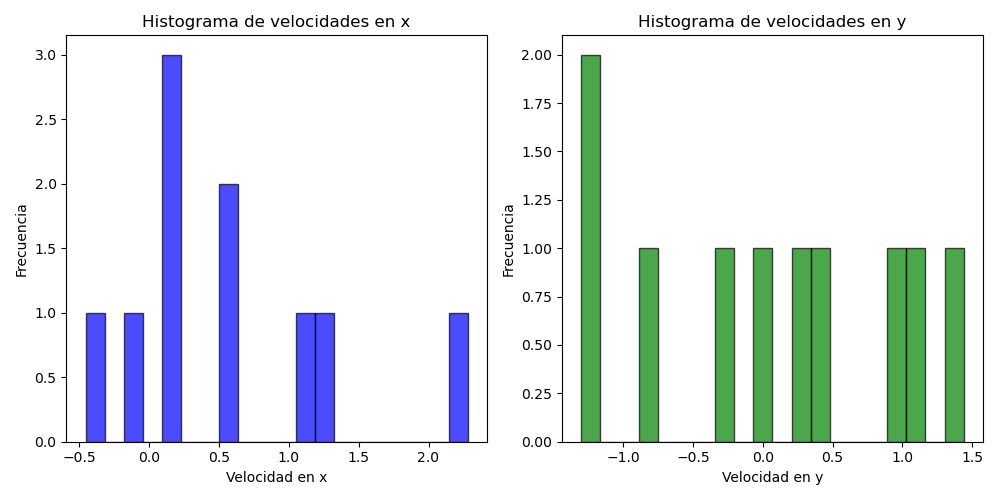 Histograma de velocidades en x
3.0
2.5
2.0
1.5
1.0
0.5
0.0
Frecuencia
−0.5 0.0 0.5 1.0 1.5 2.0
Velocidad en x
Histograma de velocidades en y
2.00
1.75
1.50
1.25
1.00
0.75
0.50
0.25
0.00
Frecuencia
−1.0 −0.5 0.0 0.5 1.0 1.5
Velocidad en y